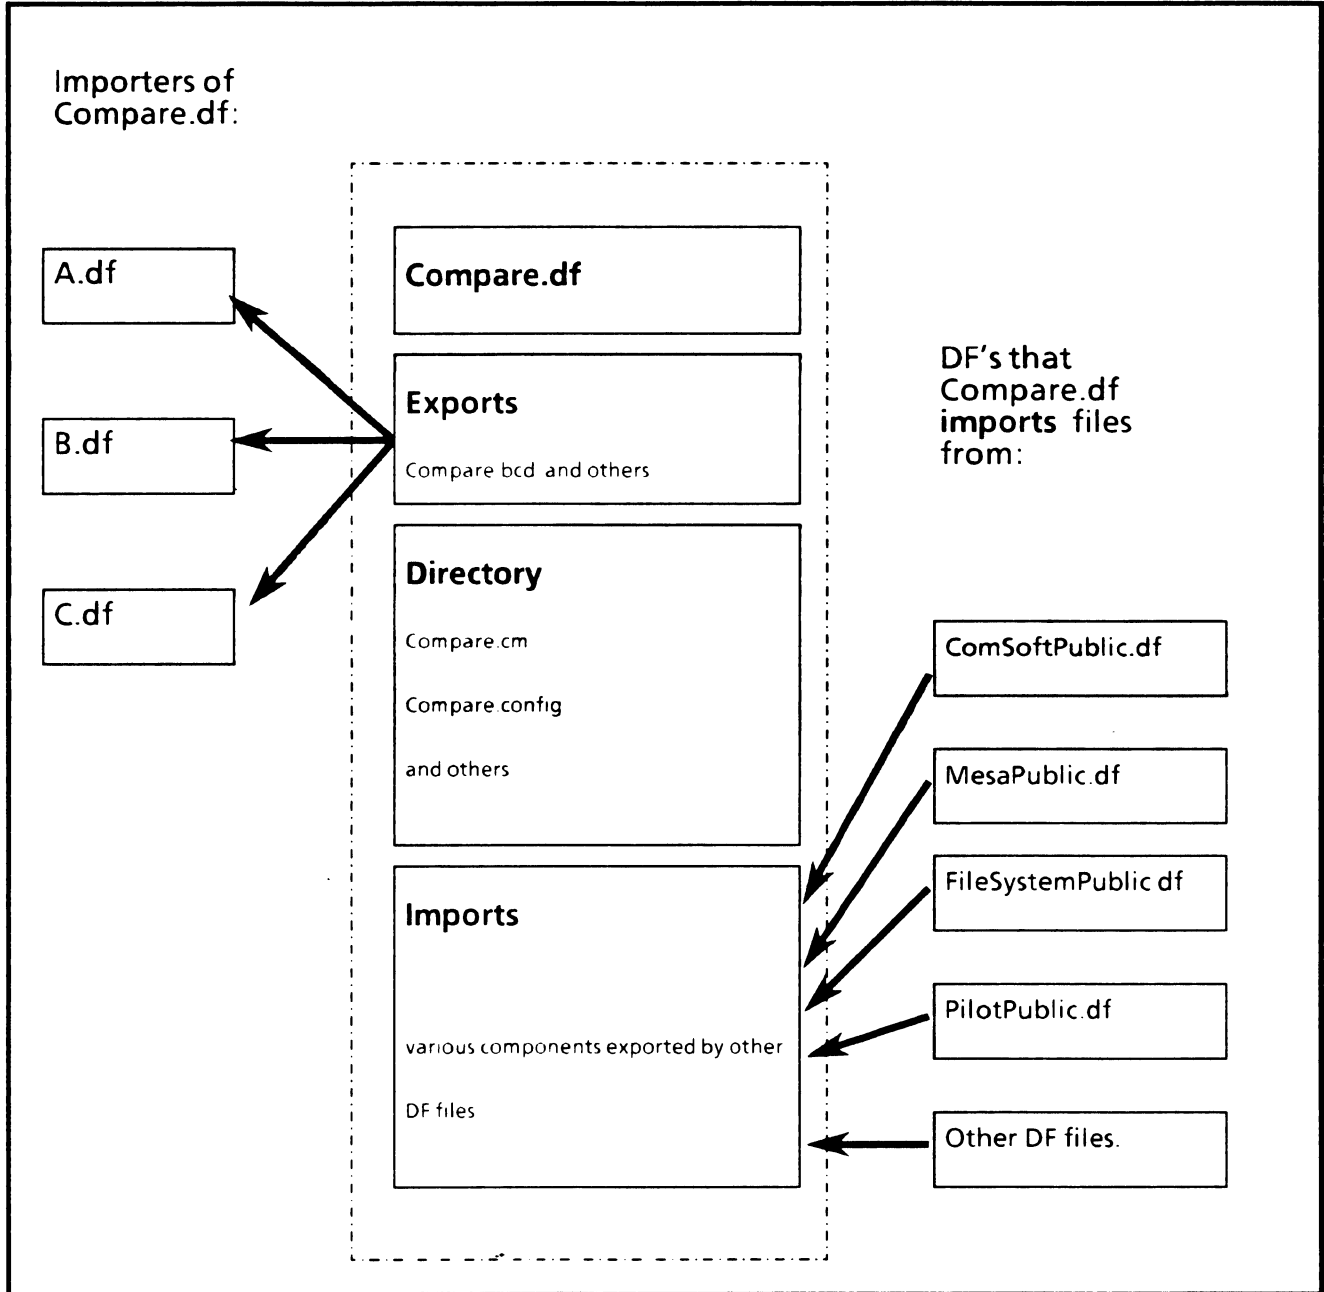 Importers of
Compare.df:
A.df
B.df
C.df
Compare.df
Exports
Compare bcd and others
Directory
Compare.cm
Compare.config
and others
Imports
various components exported by other
DF files
DF's that
Compare.df
imports files
from:
ComSoftPublic.df
MesaPublic.df
FileSystemPublic df
PilotPublic.df
Other DF files.